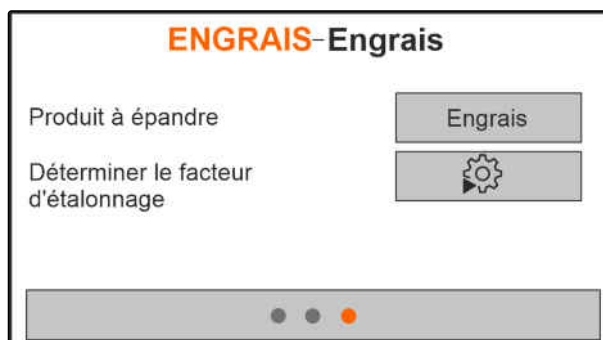 ENGRAIS-Engrais
Produit à épandre
Engrais
Déterminer le facteur
d'étalonnage